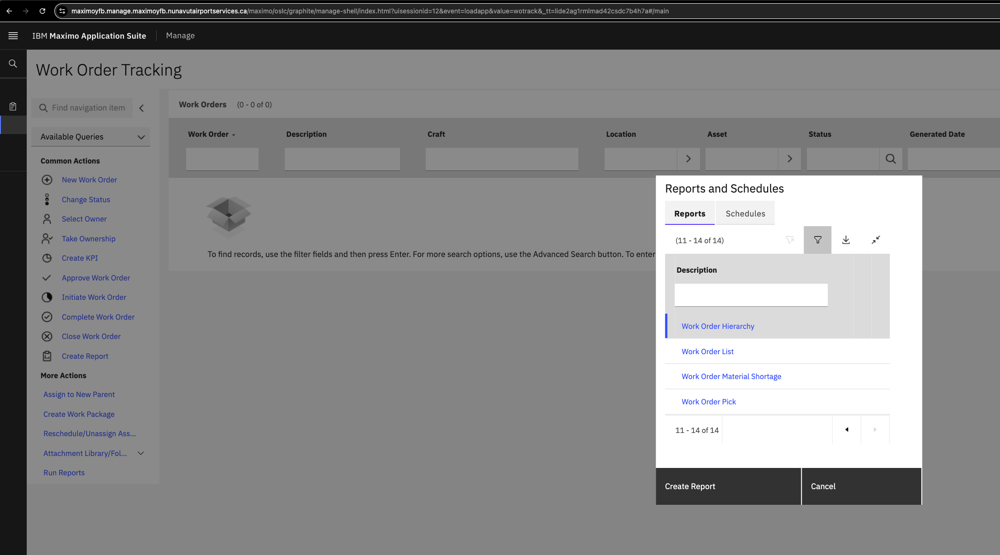 maximoyfb.manage.maximoyfb.nunavutairportservices.ca/maximo/oslc/graphite/manage-shell/index.html?uisessionid=12&event=loadapp&value=wotrack&_tt=lide2ag1rmlmad42csdc7b4h7a#/main
IBM Maximo Application Suite
Manage
Work Order Tracking
Find navigation item
Available Queries
Common Actions
New Work Order
Change Status
Select Owner
Take Ownership
Create KPI
Approve Work Order
Initiate Work Order
Complete Work Order
Close Work Order
Create Report
More Actions
Assign to New Parent
Create Work Package
Reschedule/Unassign Ass...
Attachment Library/Fol...
Run Reports
Work Orders (0 - 0 of 0)
Work Order Description Craft Location Asset Status Generated Date
To find records, use the filter fields and then press Enter. For more search options, use the Advanced Search button. To enter
Reports and Schedules
Reports Schedules
(11 - 14 of 14)
Description
Work Order Hierarchy
Work Order List
Work Order Material Shortage
Work Order Pick
11 - 14 of 14
Create Report Cancel